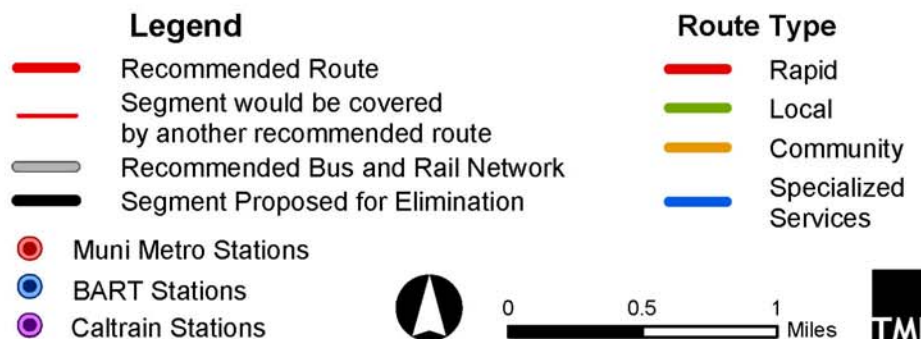 Legend
Recommended Route
Segment would be covered
by another recommended route
Recommended Bus and Rail Network
Segment Proposed for Elimination
Muni Metro Stations
BART Stations
Caltrain Stations
Route Type
Rapid
Local
Community
Specialized
Services
0 0.5 1
Miles